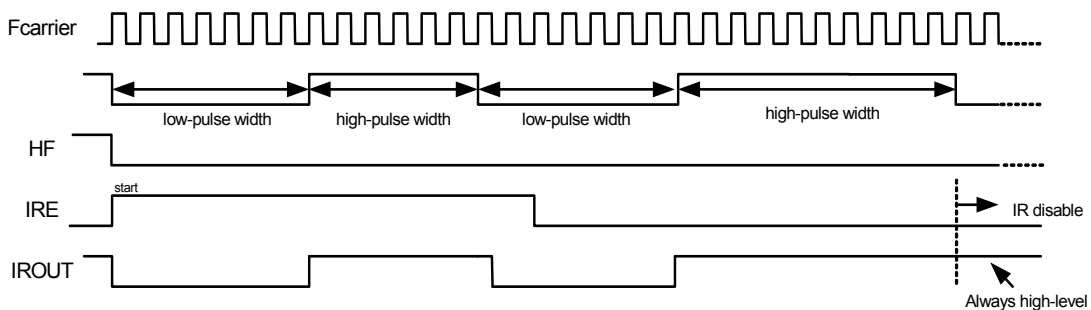 Fcarrier
low-pulse width
high-pulse width
low-pulse width
high-pulse width
HF
start
IRE
IR disable
IROUT
Always high-level